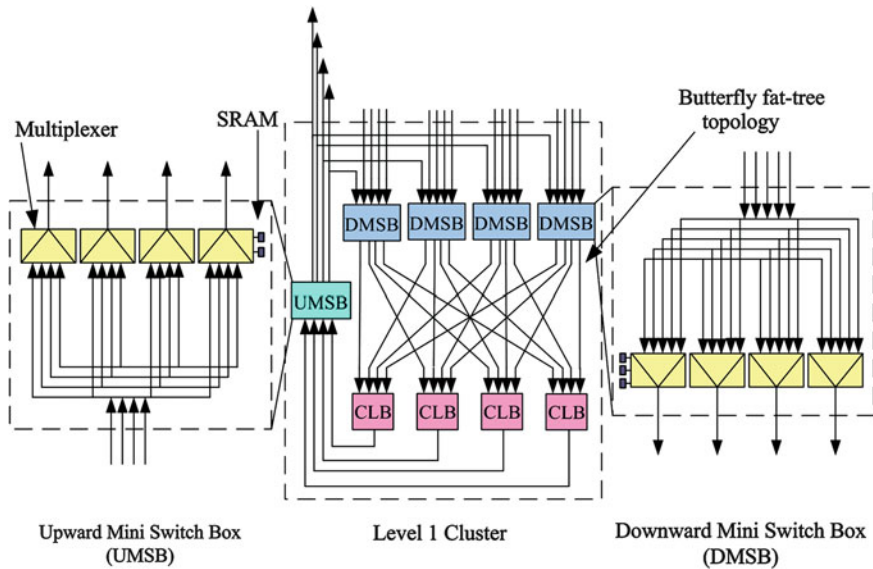 Multiplexer
SRAM
Butterfly fat-tree
topology
DMSB
DMSB
DMSB
DMSB
UMSB
CLB
CLB
CLB
CLB
Upward Mini Switch Box
(UMSB)
Level 1 Cluster
Downward Mini Switch Box
(DMSB)